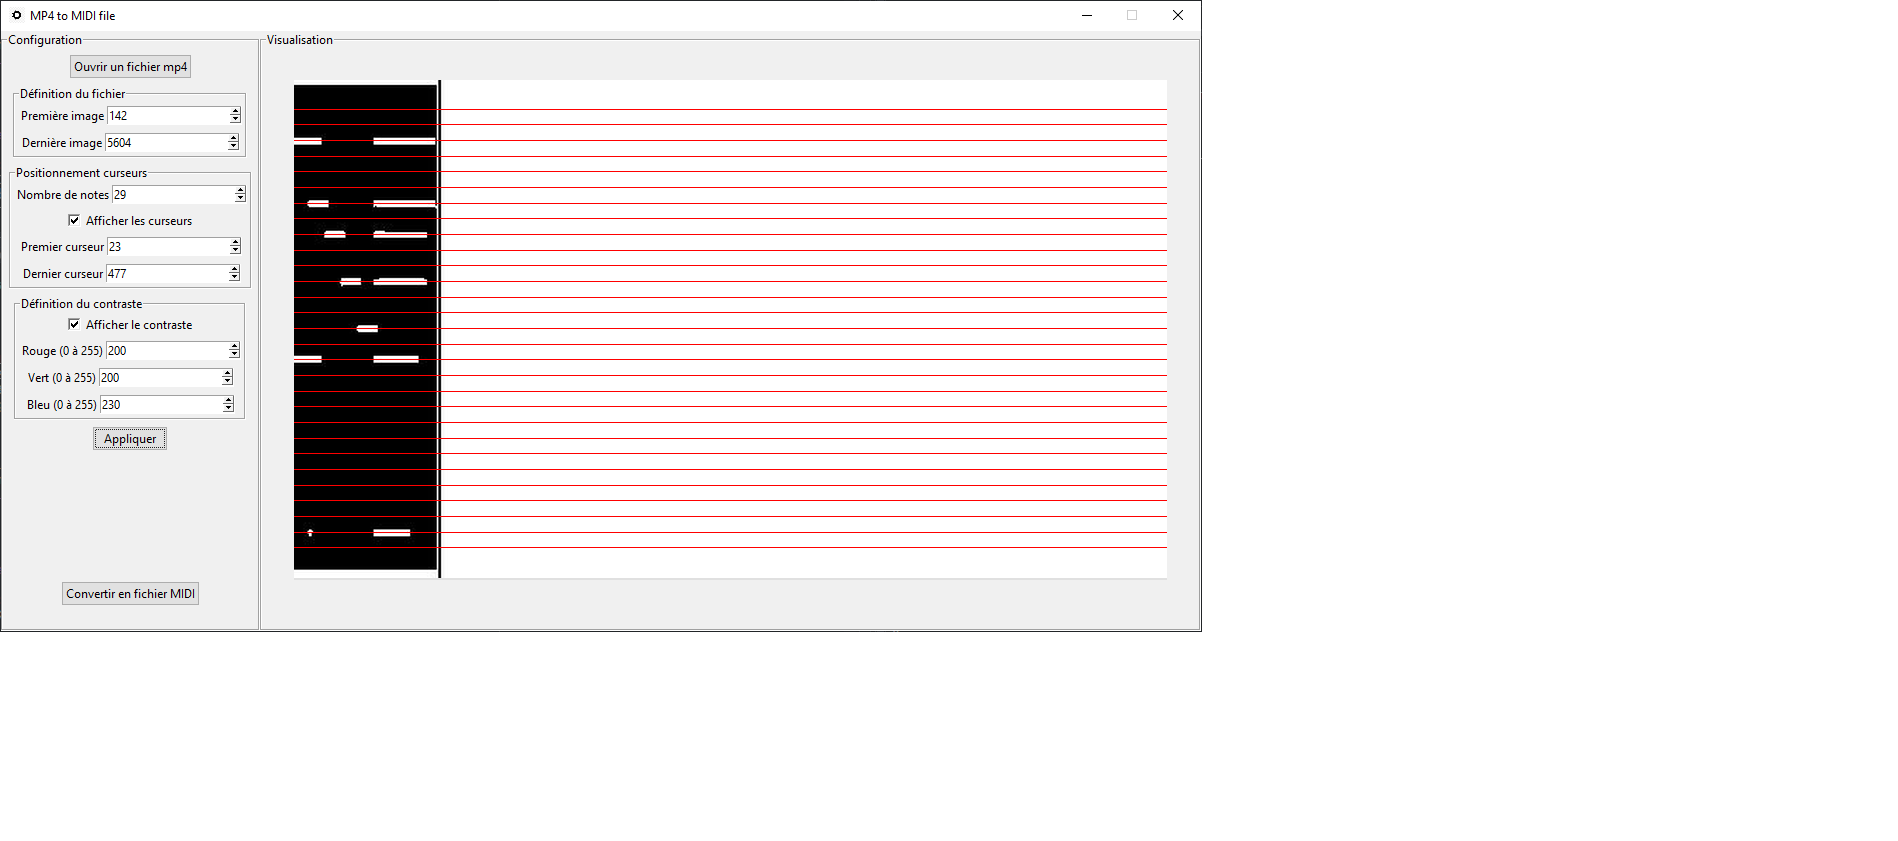 MP4 to MIDI file
Configuration
Ouvrir un fichier mp4
Définition du fichier
Première image 142
Dernière image 5604
Positionnement curseurs
Nombre de notes 29
Afficher les curseurs
Premier curseur 23
Dernier curseur 477
Définition du contraste
Afficher le contraste
Rouge (0 à 255) 200
Vert (0 à 255) 200
Bleu (0 à 255) 230
Appliquer
Convertir en fichier MIDI
Visualisation